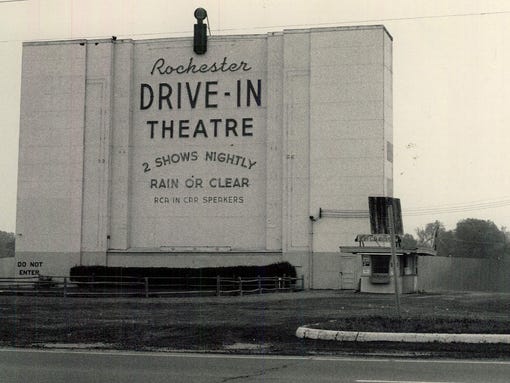 Rochester
DRIVE-IN
THEATRE
2 SHOWS NIGHTLY
RAIN OR CLEAR
RCA IN CAR SPEAKERS
DO NOT
ENTER